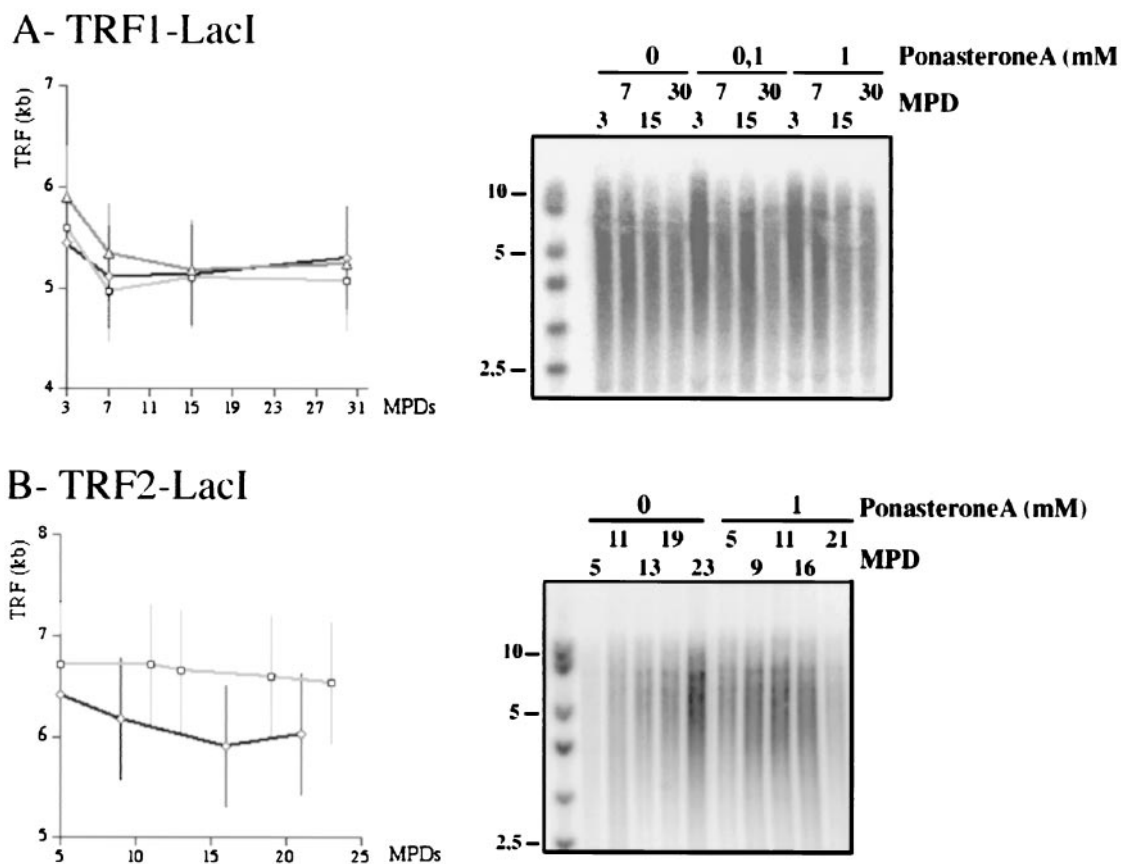 A- TRF1-LacI
7
6
5
4
TRF (kb)
3 7 11 15 19 23 27 31 MPDs
0 0,1 1 PonasteroneA (mM
7 30 7 30 7 30 MPD
3 15 3 15 3 15
10
5
2,5
B- TRF2-LacI
8
7
6
5
TRF (kb)
5 10 15 20 25 MPDs
0 1 PonasteroneA (mM)
11 19 5 11 21 MPD
5 13 23 9 16
10
5
2,5